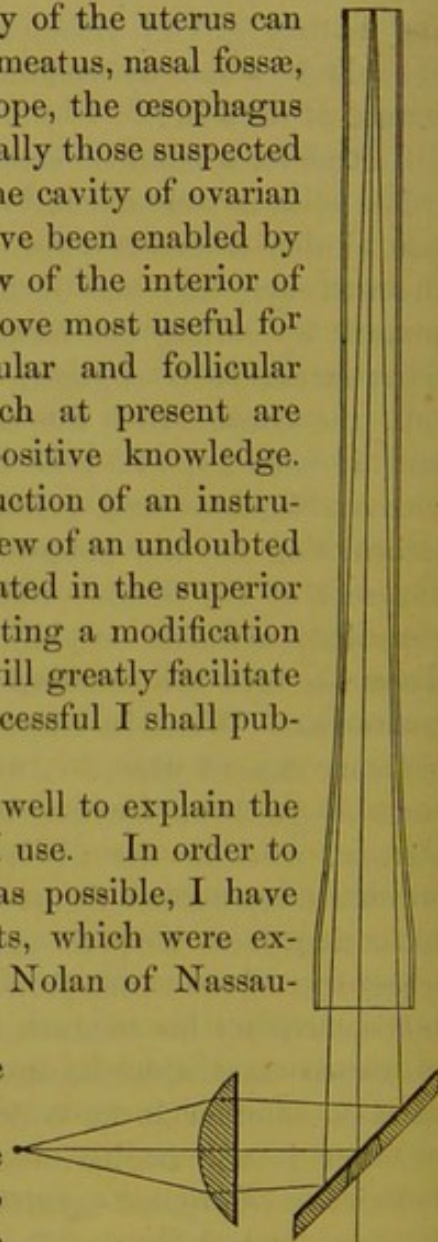 y of the uterus can
meatus, nasal fossæ,
ope, the œsophagus
ally those suspected
e cavity of ovarian
ve been enabled by
v of the interior of
ove most useful for
ular and follicular
ch at present are
ositive knowledge.
uction of an instru-
ew of an undoubted
ated in the superior
ting a modification
ill greatly facilitate
ccessful I shall pub-
well to explain the
use. In order to
as possible, I have
ts, which were ex-
Nolan of Nassau-